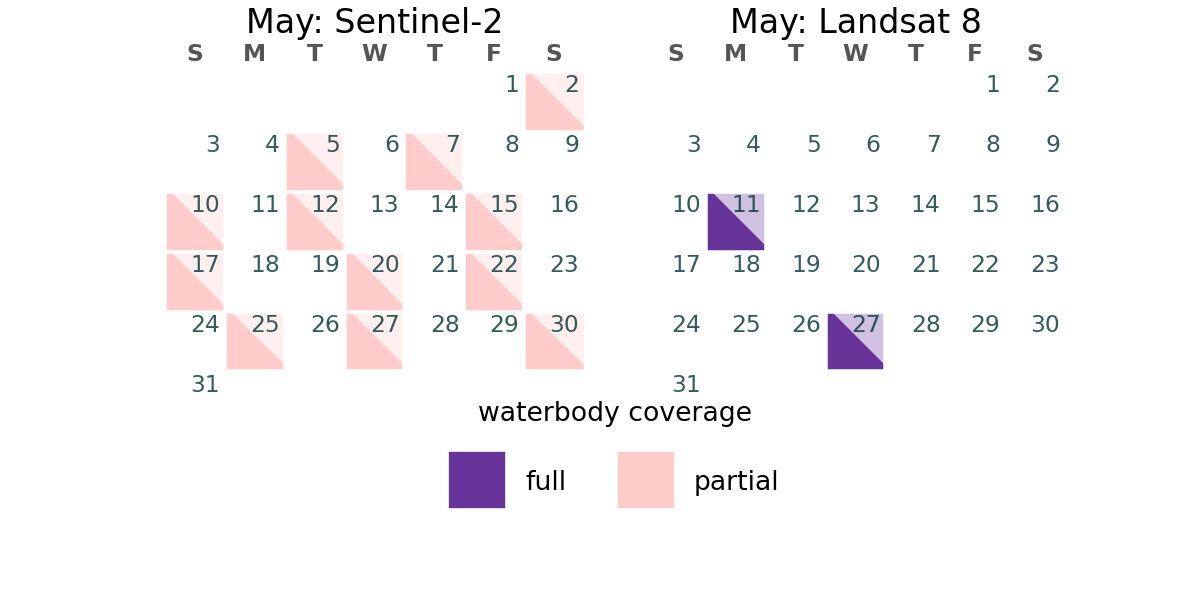 May: Sentinel-2
S M T W T F S
1 2
3 4 5 6 7 8 9
10 11 12 13 14 15 16
17 18 19 20 21 22 23
24 25 26 27 28 29 30
31
May: Landsat 8
S M T W T F S
1 2
3 4 5 6 7 8 9
10 11 12 13 14 15 16
17 18 19 20 21 22 23
24 25 26 27 28 29 30
31
waterbody coverage
full partial